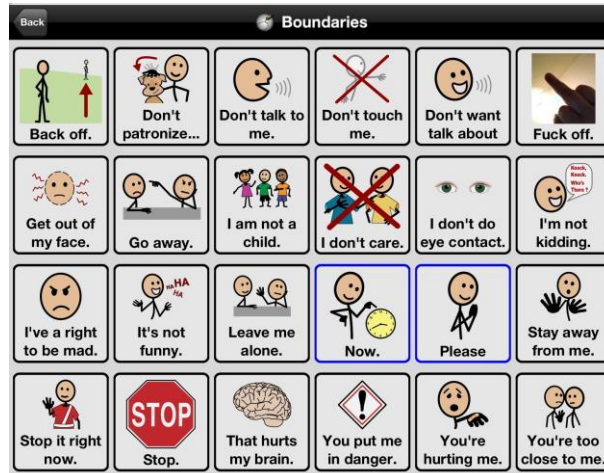 Back
Boundaries
Back off.
Don't
patronize...
Don't talk to
me.
Don't touch
me.
Don't want
talk about
Fuck off.
Get out of
my face.
Go away.
I am not a
child.
I don't care.
I don't do
eye contact.
Knock,
Knock.
Who's
There?
I'm not
kidding.
I've a right
to be mad.
HA HA
HA
It's not
funny.
Leave me
alone.
Now.
Please
Stay away
from me.
Stop it right
now.
STOP
Stop.
That hurts
my brain.
You put me
in danger.
You're
hurting me.
You're too
close to me.